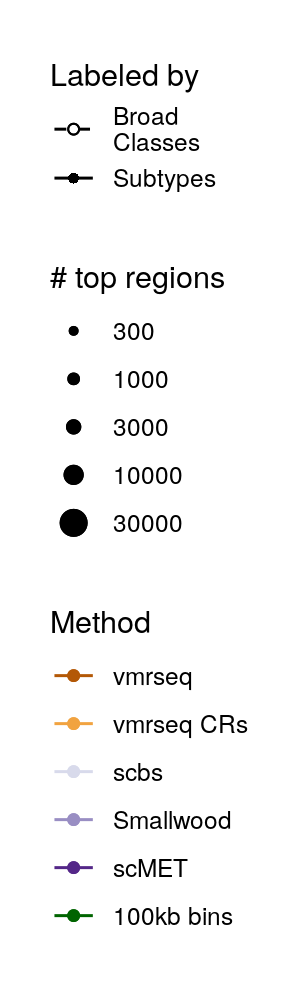 Labeled by
Broad
Classes
Subtypes
# top regions
300
1000
3000
10000
30000
Method
vmrseq
vmrseq CRs
scbs
Smallwood
scMET
100kb bins